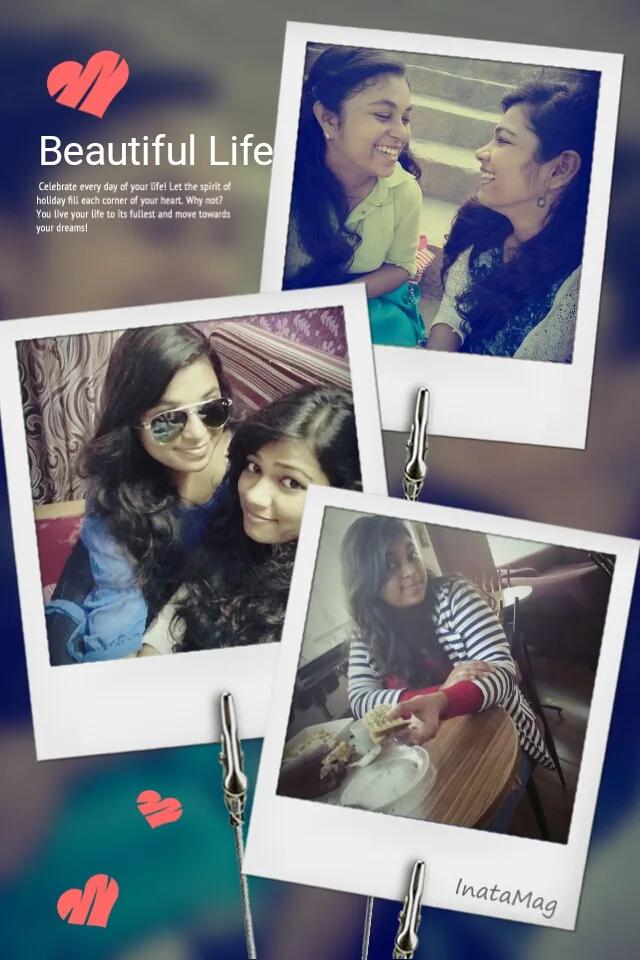 Beautiful Life
Celebrate every day of your life! Let the spirit of
holiday fill each corner of your heart. Why not?
You live your life to its fullest and move towards
your dreams!
InataMag